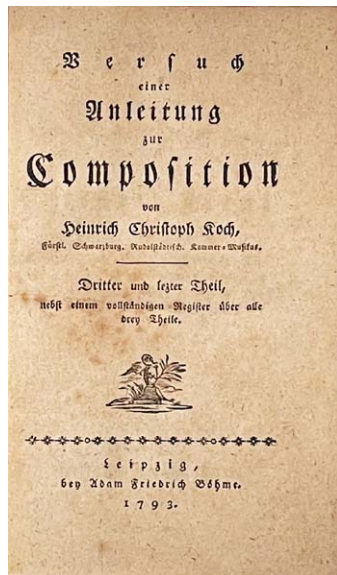 Versuch
einer
Anleitung
zur
Composition
von
Heinrich Christoph Koch,
Fürstl. Schwarzburg. Rudolstädtisch. Kammer-Musikus.
Dritter und lezter Theil,
nebst einem vollständigen Register über alle
drey Theile.
Leipzig,
bey Adam Friedrich Böhme.
1793.